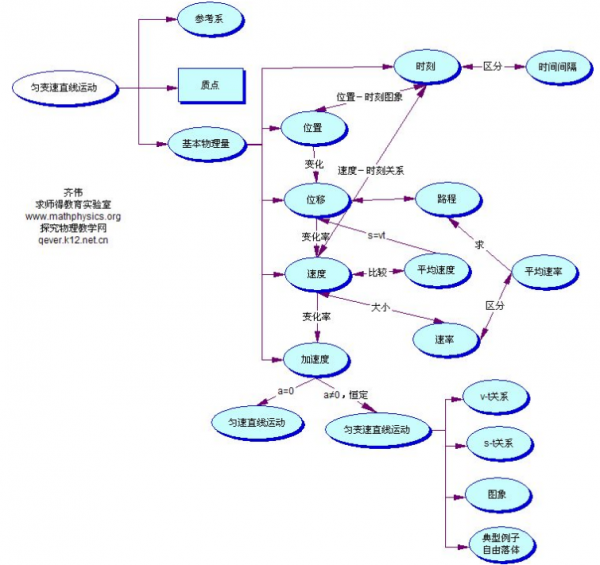 参考系
时刻
区分
时间间隔
匀变速直线运动
质点
位置－时刻图象
基本物理量
位置
变化
速度－时刻关系
齐伟
求师得教育实验室
www.mathphysics.org
探究物理教学网
qever.k12.net.cn
位移
路程
变化率
s=vt
求
速度
比较
平均速度
平均速率
变化率
大小
区分
速率
加速度
a=0
a≠0，恒定
匀速直线运动
匀变速直线运动
v-t关系
s-t关系
图象
典型例子
自由落体